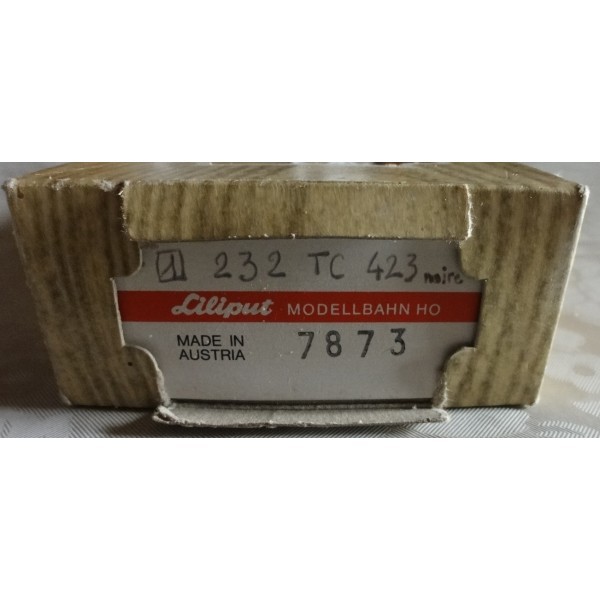 1 232 TC 423 noire
Liliput MODELLBAHN HO
MADE IN
AUSTRIA
7873